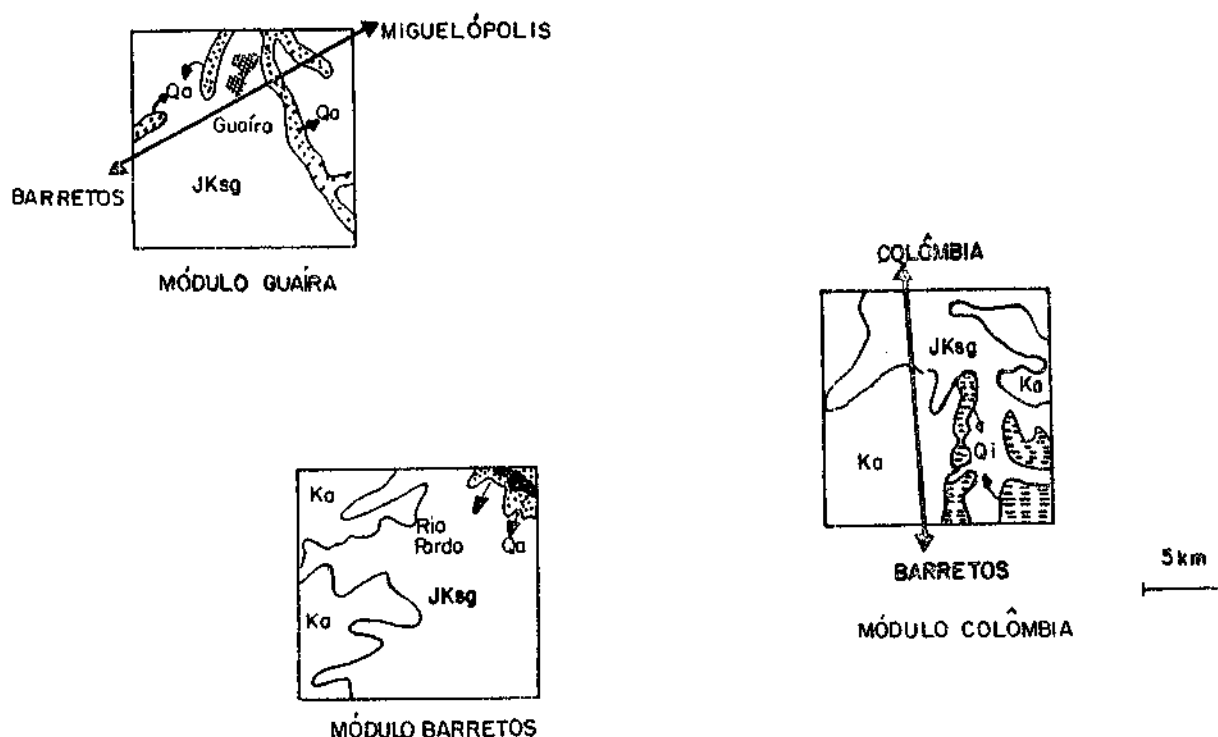 MIGUELÓPOLIS
Qa
Guaíra
Qa
BARRETOS
JKsg
MÓDULO GUAÍRA
COLÔMBIA
JKsg
Ka
Ka
Qi
BARRETOS
5 km
MÓDULO COLÔMBIA
Ka
Rio
Pardo
Qa
Ka
JKsg
MÓDULO BARRETOS